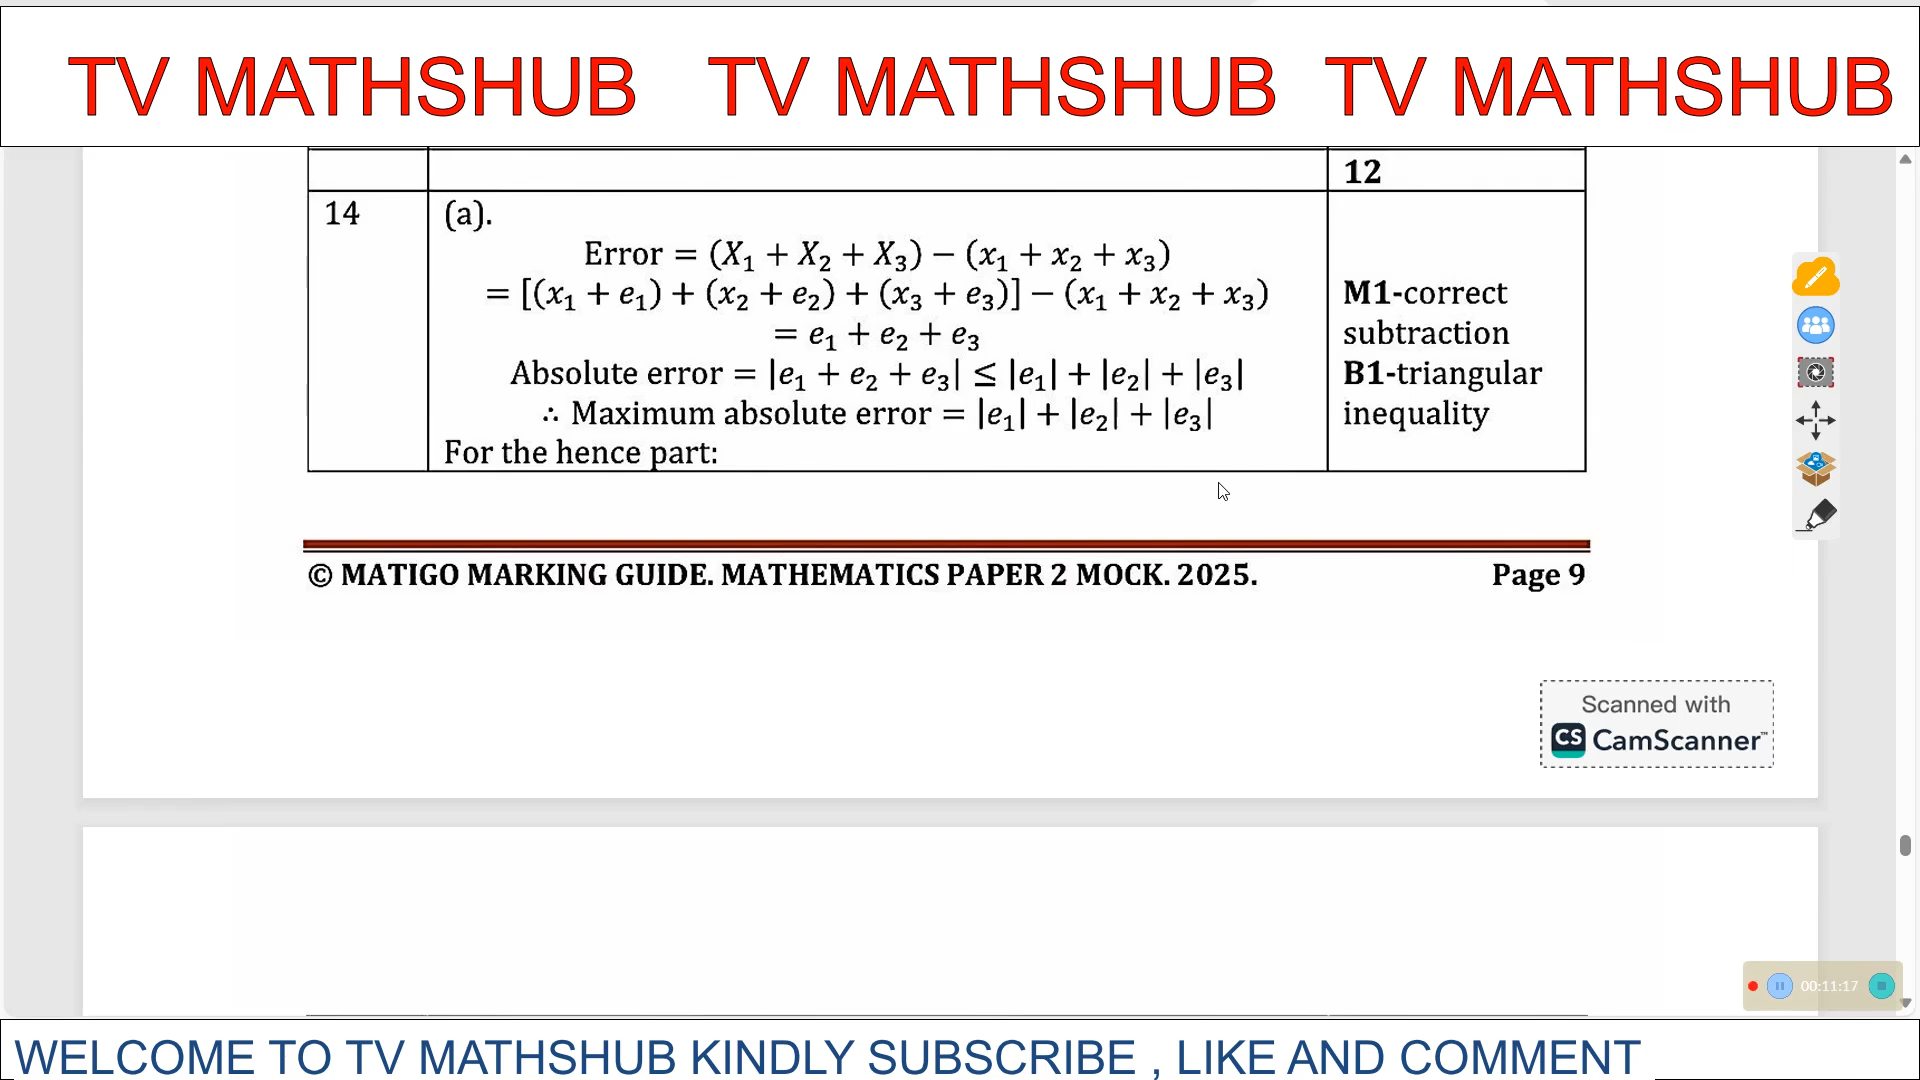 TV MATHSHUB TV MATHSHUB TV MATHSHUB
12
14
(a).
Error = (X₁ + X₂ + X₃) − (x₁ + x₂ + x₃)
= [(x₁ + e₁) + (x₂ + e₂) + (x₃ + e₃)] − (x₁ + x₂ + x₃)
= e₁ + e₂ + e₃
Absolute error = |e₁ + e₂ + e₃| ≤ |e₁| + |e₂| + |e₃|
∴ Maximum absolute error = |e₁| + |e₂| + |e₃|
For the hence part:
M1-correct
subtraction
B1-triangular
inequality
© MATIGO MARKING GUIDE. MATHEMATICS PAPER 2 MOCK. 2025. Page 9
Scanned with
CS CamScanner™
00:11:17
WELCOME TO TV MATHSHUB KINDLY SUBSCRIBE , LIKE AND COMMENT